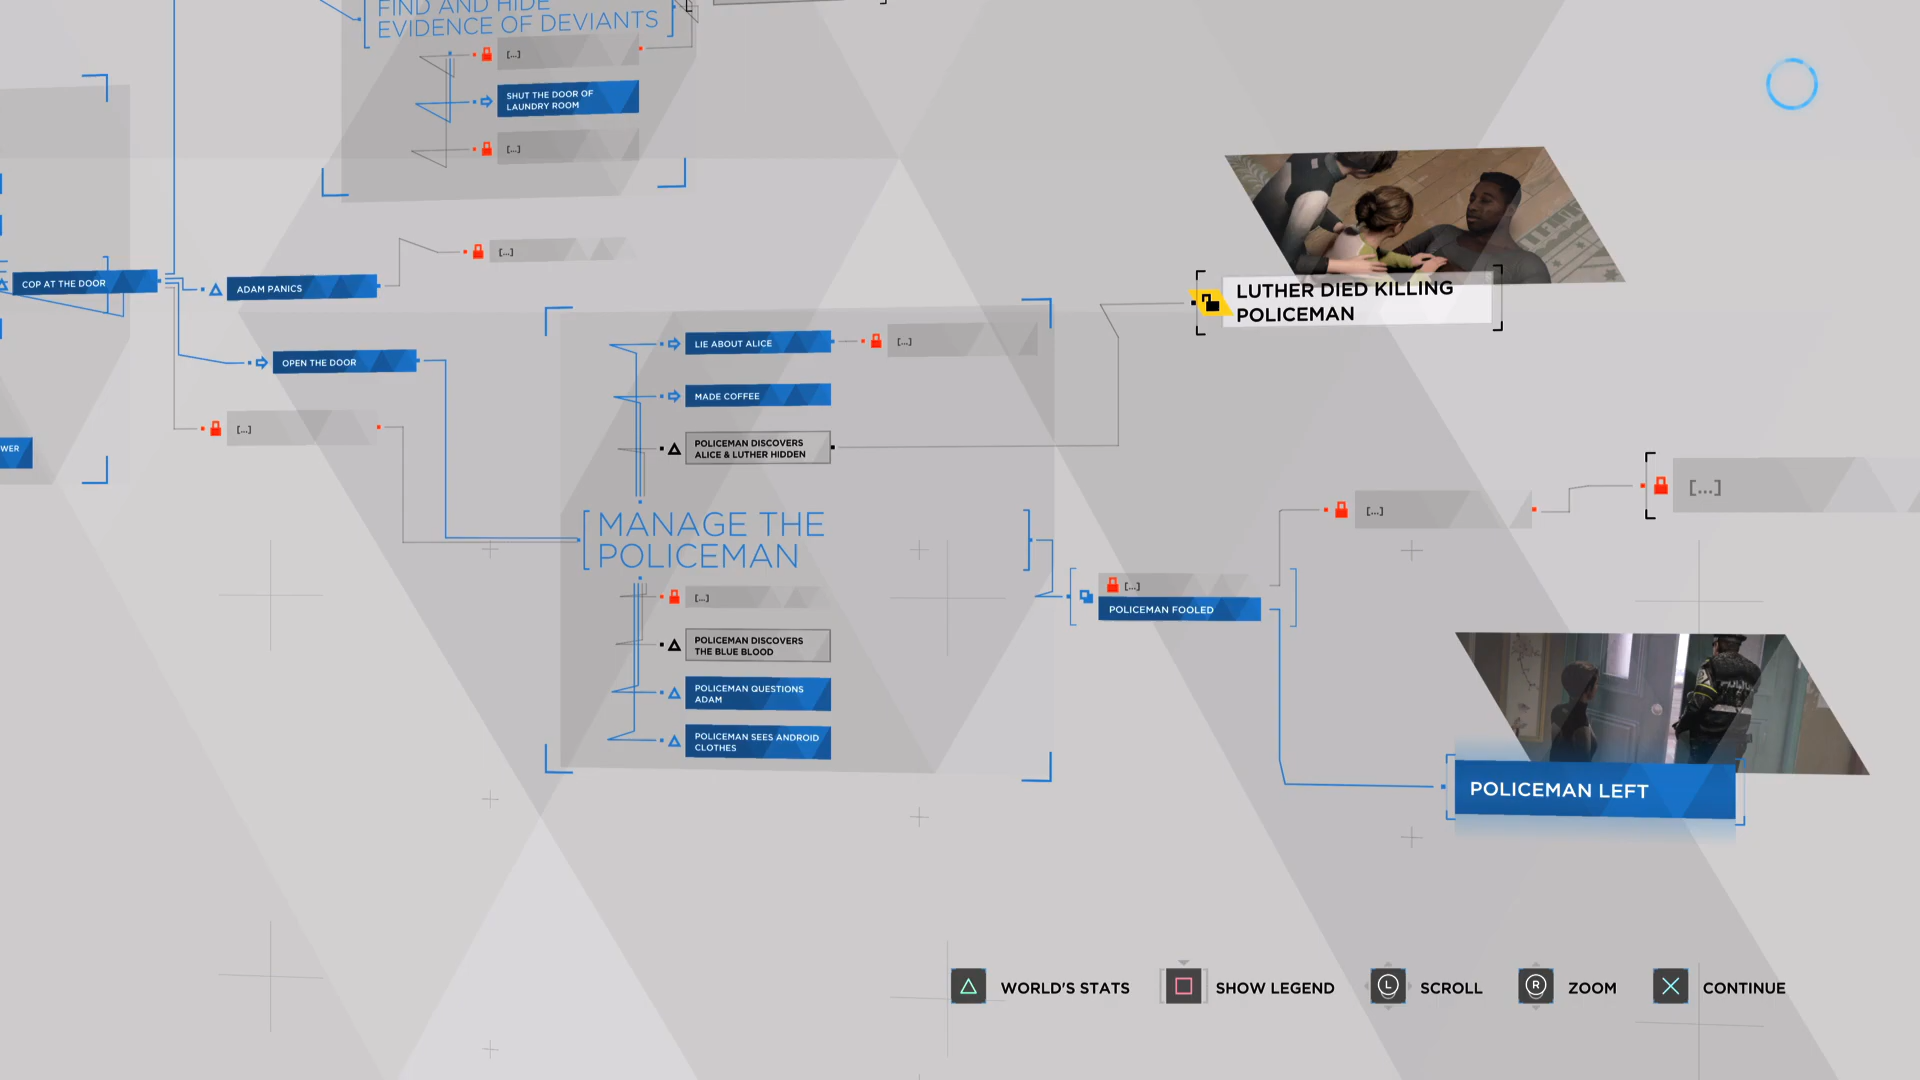 FIND AND HIDE
EVIDENCE OF DEVIANTS
[...]
SHUT THE DOOR OF
LAUNDRY ROOM
[...]
[...]
COP AT THE DOOR
ADAM PANICS
OPEN THE DOOR
[...]
WER
LUTHER DIED KILLING
POLICEMAN
LIE ABOUT ALICE
[...]
MADE COFFEE
POLICEMAN DISCOVERS
ALICE & LUTHER HIDDEN
MANAGE THE
POLICEMAN
[...]
POLICEMAN DISCOVERS
THE BLUE BLOOD
POLICEMAN QUESTIONS
ADAM
POLICEMAN SEES ANDROID
CLOTHES
[...]
[...]
[...]
POLICEMAN FOOLED
POLICEMAN LEFT
WORLD'S STATS
SHOW LEGEND
L
SCROLL
R
ZOOM
CONTINUE